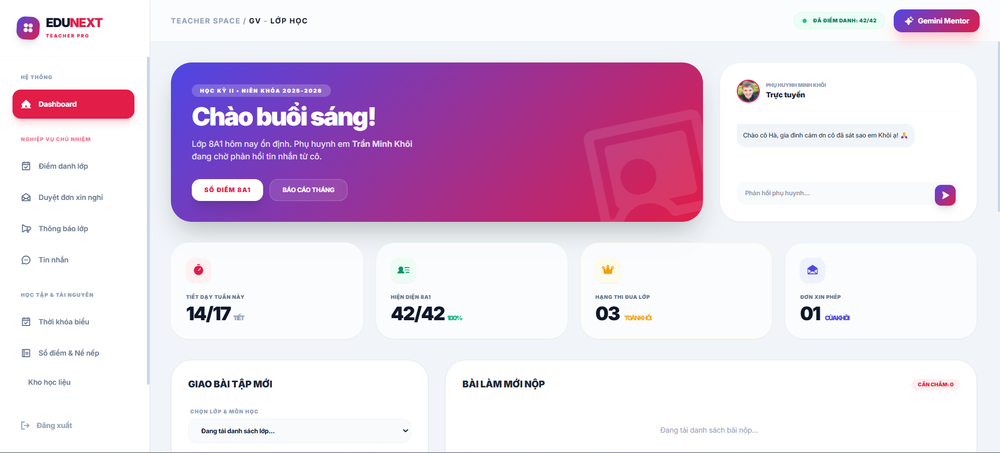 EDUNEXT
TEACHER PRO
HỆ THỐNG
Dashboard
NGHIỆP VỤ CHỦ NHIỆM
Điểm danh lớp
Duyệt đơn xin nghỉ
Thông báo lớp
Tin nhắn
HỌC TẬP & TÀI NGUYÊN
Thời khóa biểu
Sổ điểm & Nề nếp
Kho học liệu
Đăng xuất
TEACHER SPACE / GV - LỚP HỌC
ĐÃ ĐIỂM DANH: 42/42
Gemini Mentor
HỌC KỲ II • NIÊN KHÓA 2025-2026
Chào buổi sáng!
Lớp 8A1 hôm nay ổn định. Phụ huynh em Trần Minh Khôi
đang chờ phản hồi tin nhắn từ cô.
SỔ ĐIỂM 8A1
BÁO CÁO THÁNG
PHỤ HUYNH MINH KHÔI
Trực tuyến
Chào cô Hà, gia đình cảm ơn cô đã sát sao em Khôi ạ! 🙏
Phản hồi phụ huynh...
TIẾT DẠY TUẦN NÀY
14/17 TIẾT
HIỆN DIỆN 8A1
42/42 100%
HẠNG THI ĐUA LỚP
03 TOÀN KHỐI
ĐƠN XIN PHÉP
01 CỦA KHÔI
GIAO BÀI TẬP MỚI
CHỌN LỚP & MÔN HỌC
Đang tải danh sách lớp...
BÀI LÀM MỚI NỘP
CẦN CHẤM: 0
Đang tải danh sách bài nộp...